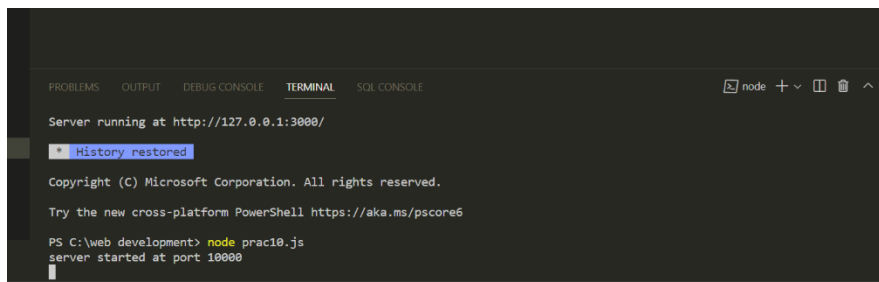 PROBLEMS OUTPUT DEBUG CONSOLE TERMINAL SQL CONSOLE node
Server running at http://127.0.0.1:3000/
* History restored
Copyright (C) Microsoft Corporation. All rights reserved.
Try the new cross-platform PowerShell https://aka.ms/pscore6
PS C:\web development> node prac10.js
server started at port 10000